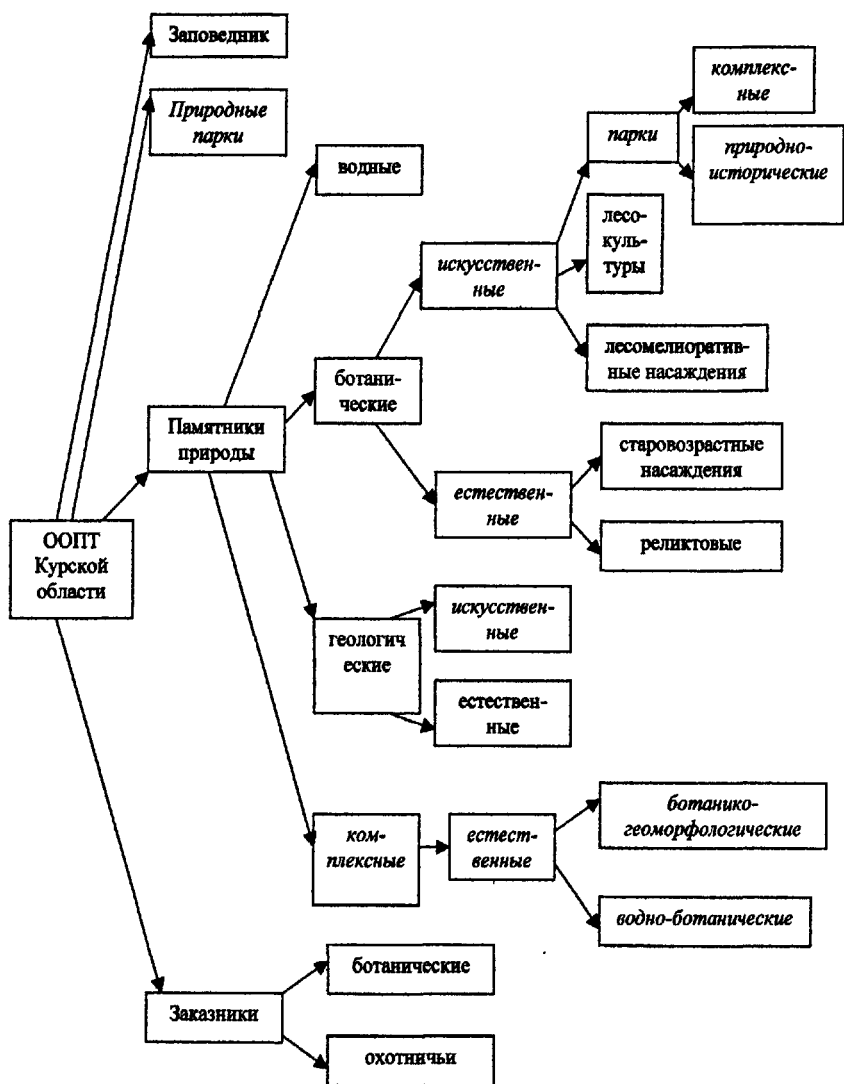 Заповедник
Природные
парки
водные
комплекс-
ные
парки
природно-
исторические
лесо-
куль-
туры
искусствен-
ные
лесомелиоратив-
ные насаждения
ботани-
ческие
Памятники
природы
старовозрастные
насаждения
естествен-
ные
реликтовые
ООПТ
Курской
области
искусствен-
ные
геологич
еские
естествен-
ные
ботанико-
геоморфологические
ком-
плексные
естест-
венные
водно-ботанические
ботанические
Заказники
охотничьи